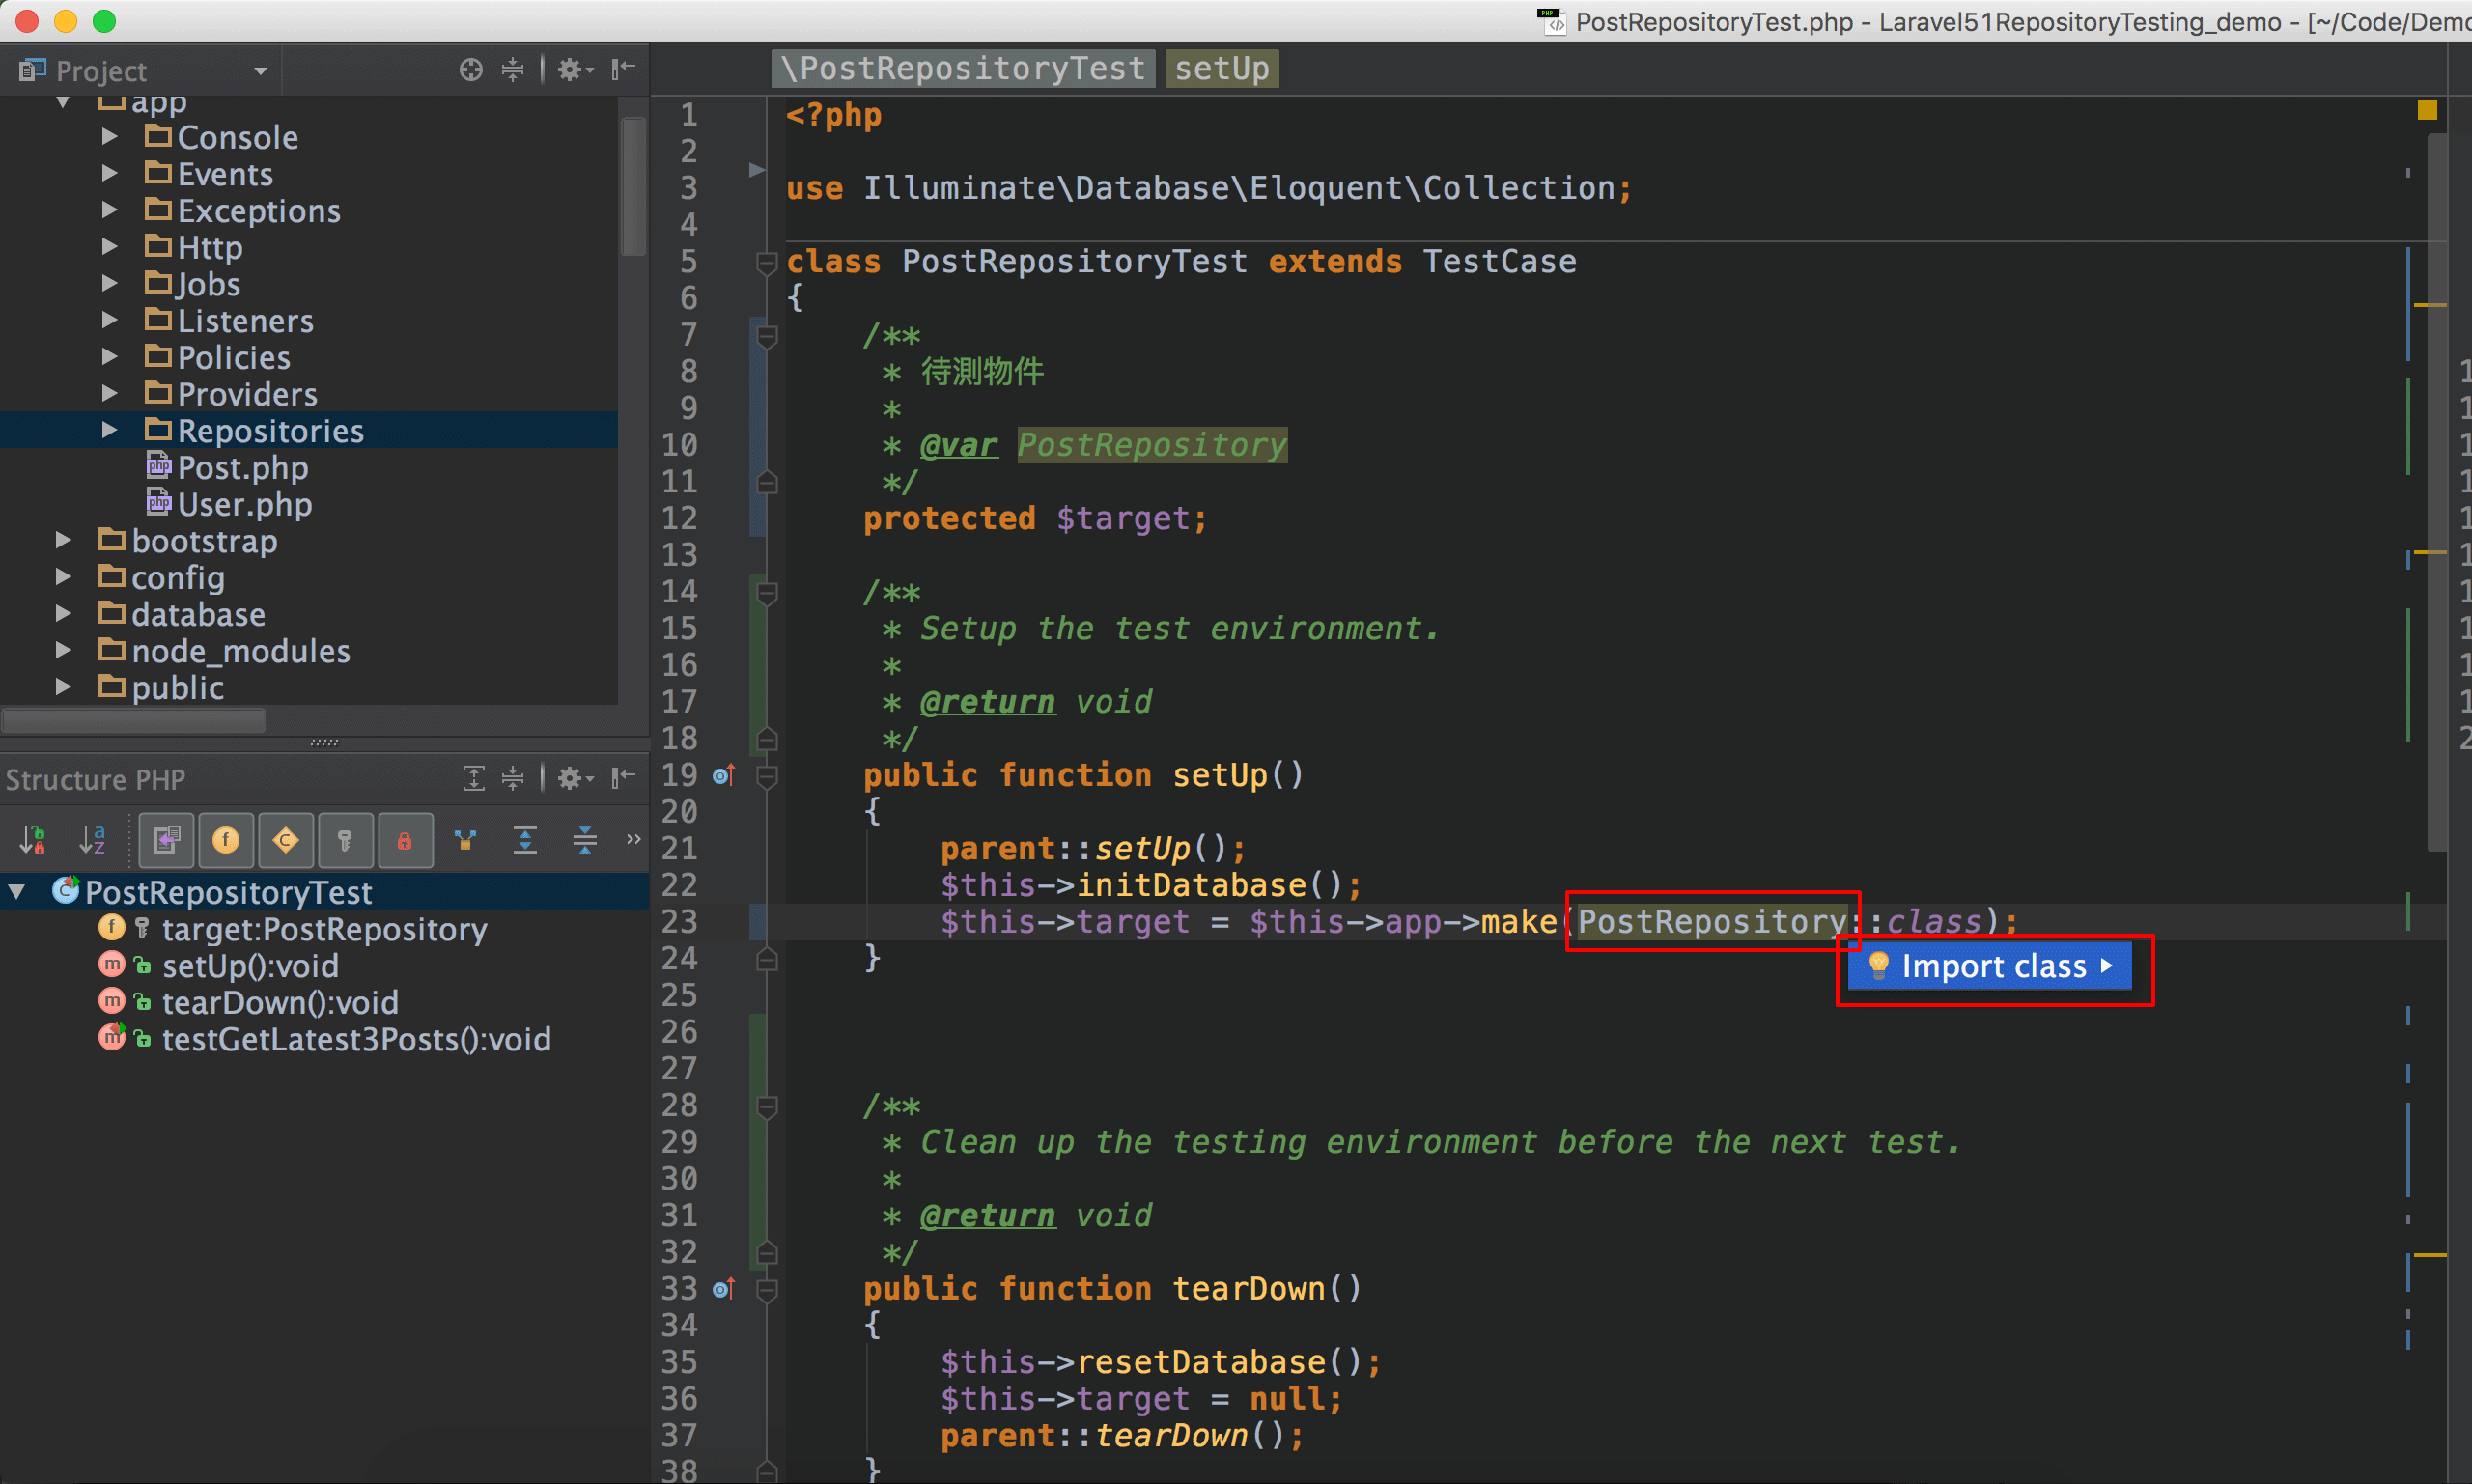 PostRepositoryTest.php - Laravel51RepositoryTesting_demo - [~/Code/Demo
Project
app
Console
Events
Exceptions
Http
Jobs
Listeners
Policies
Providers
Repositories
Post.php
User.php
bootstrap
config
database
node_modules
public
Structure PHP
PostRepositoryTest
target:PostRepository
setUp():void
tearDown():void
testGetLatest3Posts():void
\PostRepositoryTest setUp
1 <?php
2
3 use Illuminate\Database\Eloquent\Collection;
4
5 class PostRepositoryTest extends TestCase
6 {
7 /**
8 * 待測物件
9 *
10 * @var PostRepository
11 */
12 protected $target;
13
14 /**
15 * Setup the test environment.
16 *
17 * @return void
18 */
19 public function setUp()
20 {
21 parent::setUp();
22 $this->initDatabase();
23 $this->target = $this->app->make(PostRepository::class);
24 }
Import class
25
26
27
28 /**
29 * Clean up the testing environment before the next test.
30 *
31 * @return void
32 */
33 public function tearDown()
34 {
35 $this->resetDatabase();
36 $this->target = null;
37 parent::tearDown();
38 }